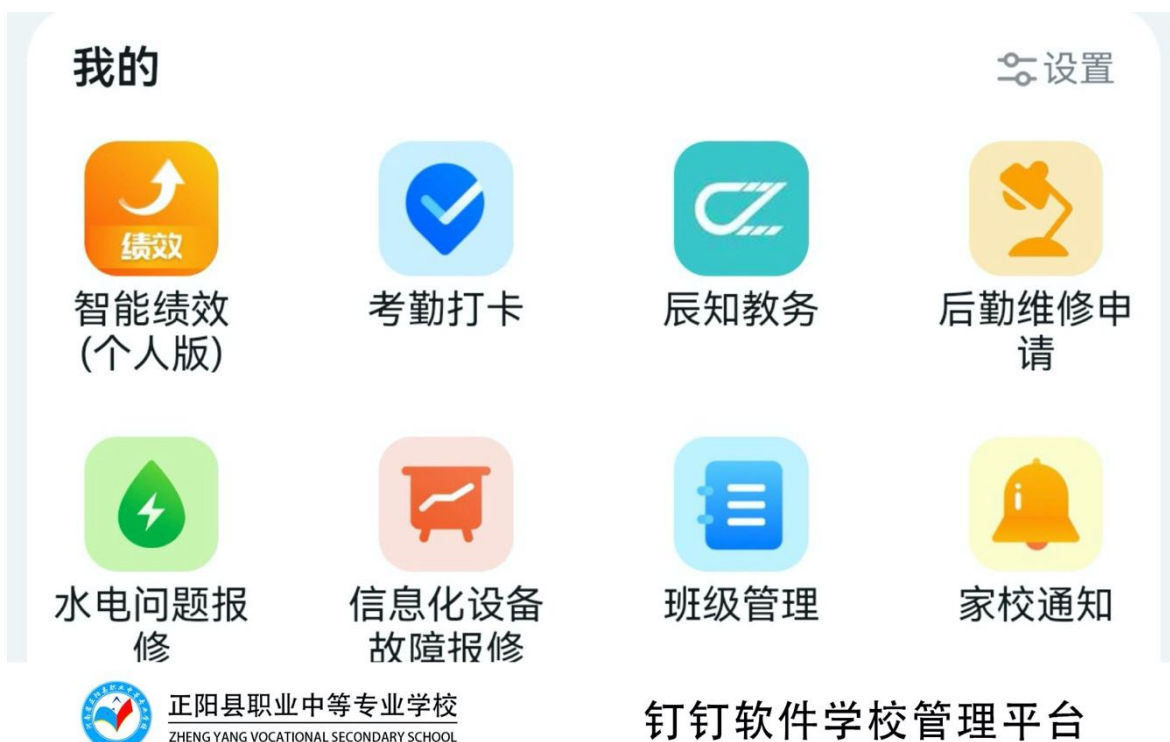 我的
设置
绩效
智能绩效
(个人版)
考勤打卡
辰知教务
后勤维修申
请
水电问题报
修
信息化设备
故障报修
班级管理
家校通知
正阳县职业中等专业学校
ZHENG YANG VOCATIONAL SECONDARY SCHOOL
钉钉软件学校管理平台